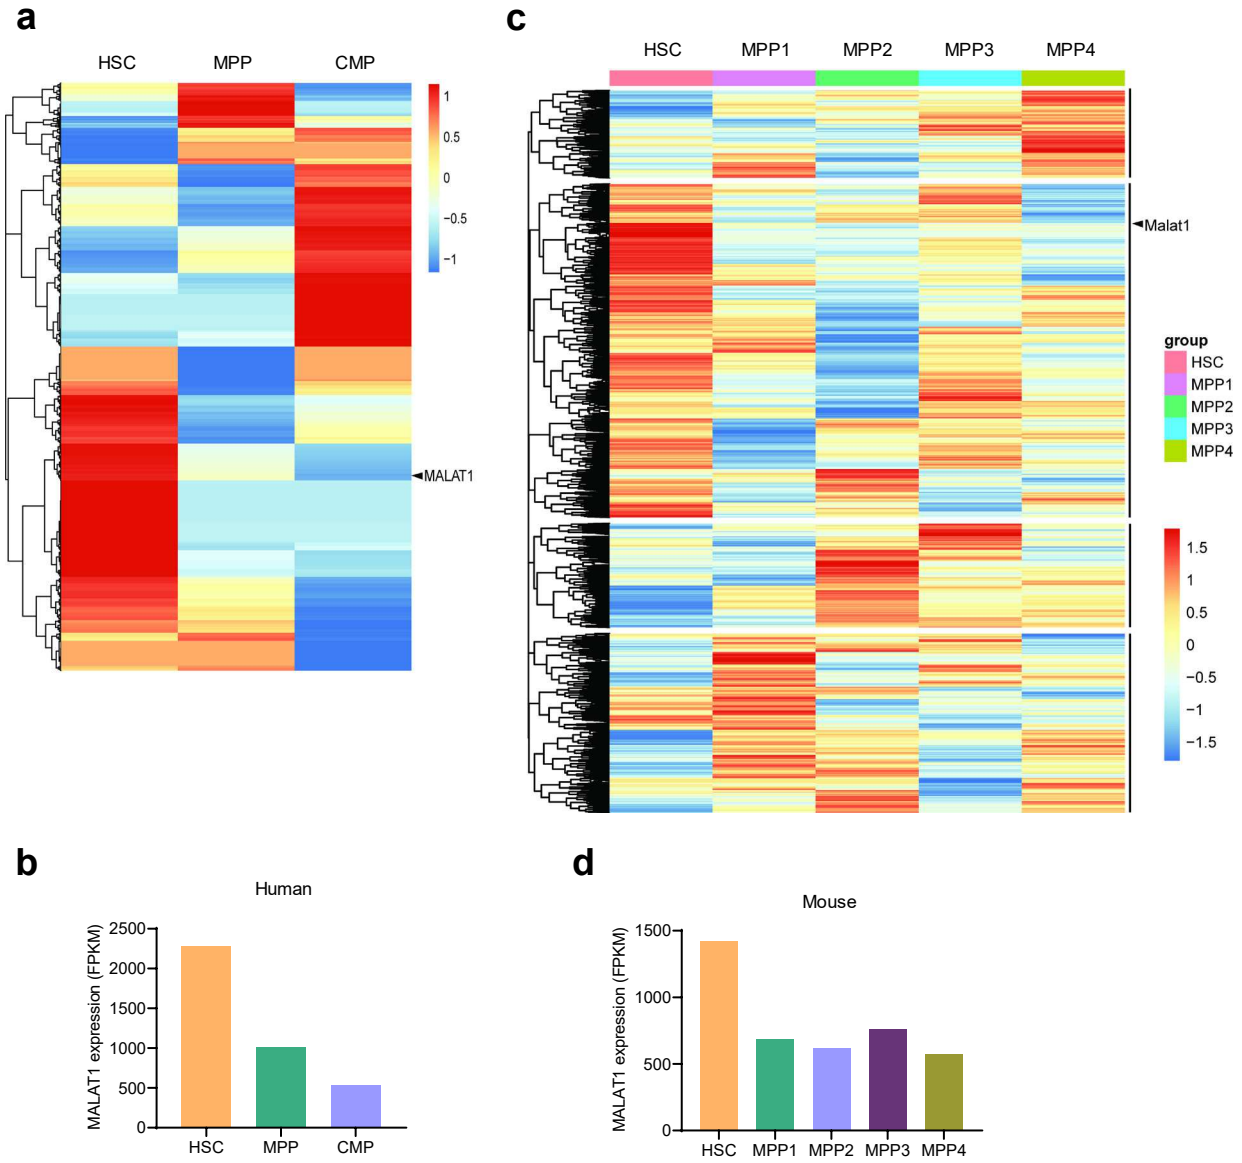 a
HSC MPP CMP
1
0.5
0
−0.5
−1
MALAT1
c
HSC MPP1 MPP2 MPP3 MPP4
Malat1
group
HSC
MPP1
MPP2
MPP3
MPP4
1.5
1
0.5
0
−0.5
−1
−1.5
b
Human
MALAT1 expression (FPKM)
2500
2000
1500
1000
500
0
HSC MPP CMP
d
Mouse
MALAT1 expression (FPKM)
1500
1000
500
0
HSC MPP1 MPP2 MPP3 MPP4